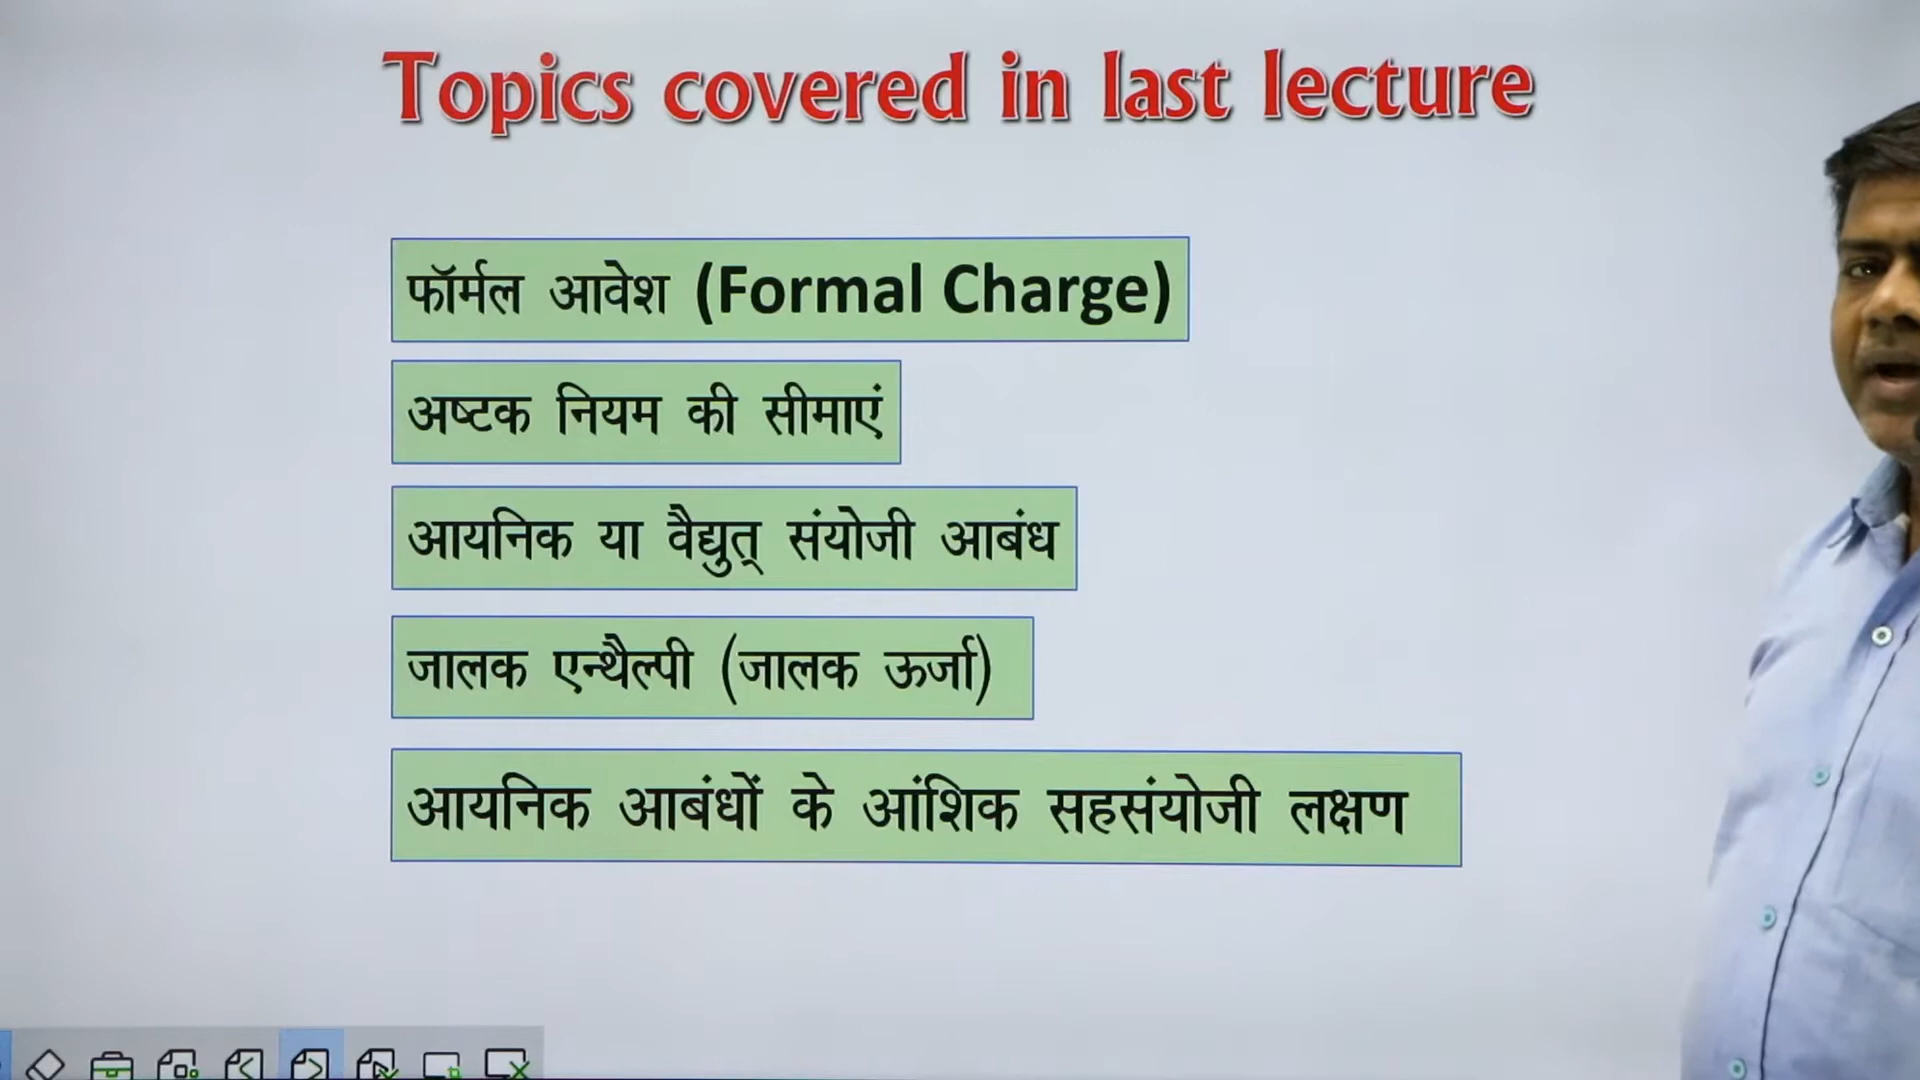 Topics covered in last lecture
फॉर्मल आवेश (Formal Charge)
अष्टक नियम की सीमाएं
आयनिक या वैद्युत् संयोजी आबंध
जालक एन्थैल्पी (जालक ऊर्जा)
आयनिक आबंधों के आंशिक सहसंयोजी लक्षण